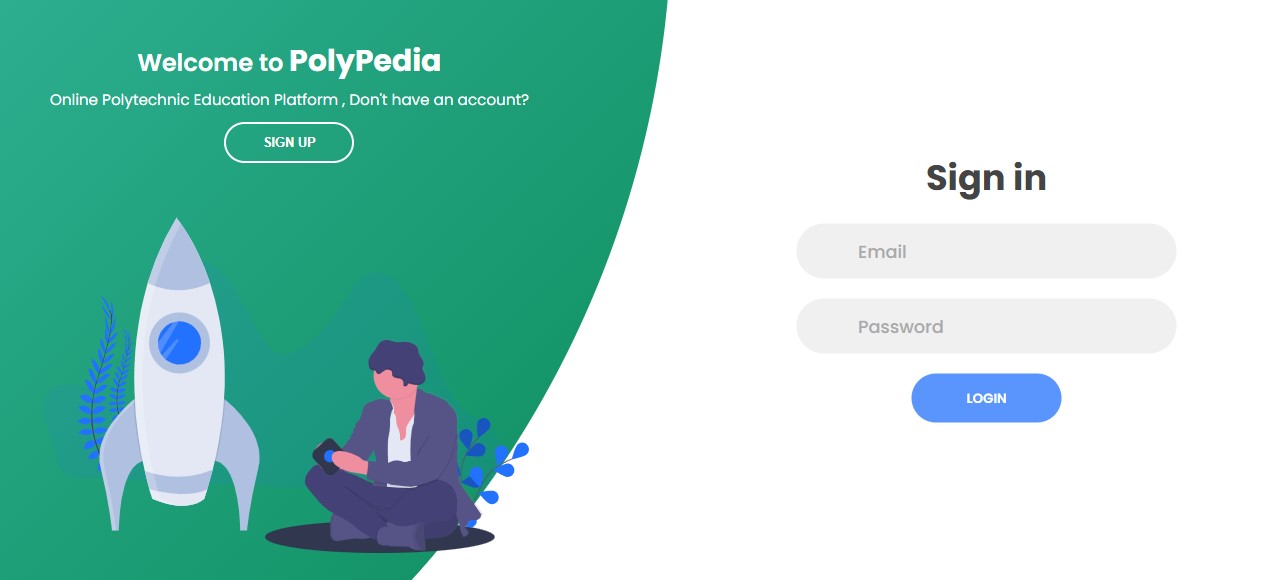 Welcome to PolyPedia
Online Polytechnic Education Platform , Don't have an account?
SIGN UP
Sign in
Email
Password
LOGIN